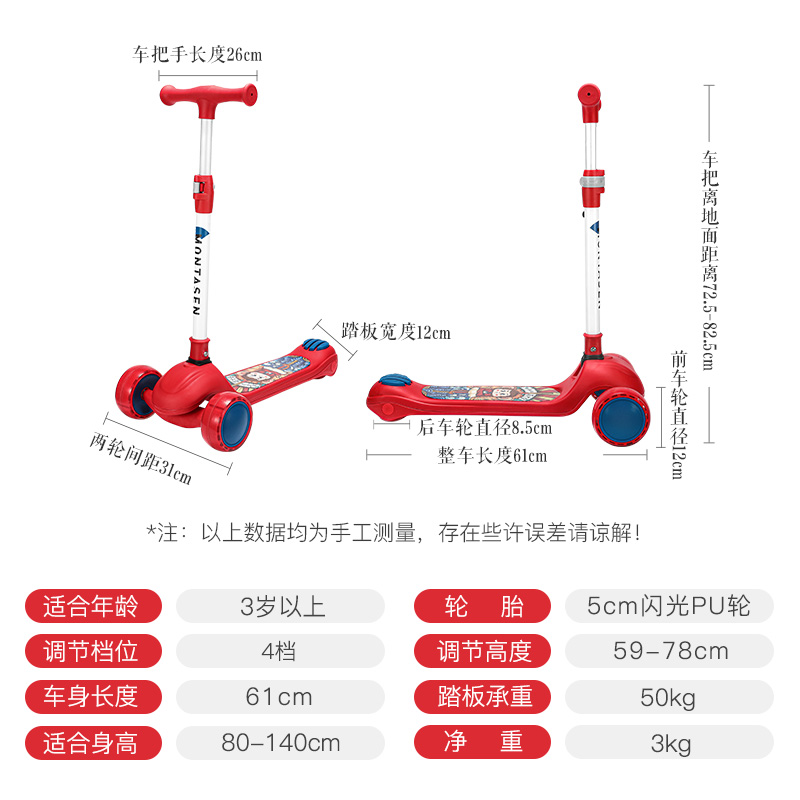 车把手长度26cm
MONTASEN
MONTASEN
车把离地面距离72.5-82.5cm
踏板宽度12cm
前车轮直径12cm
两轮间距31cm
后车轮直径8.5cm
整车长度61cm
*注：以上数据均为手工测量，存在些许误差请谅解！
适合年龄 3岁以上 轮 胎 5cm闪光PU轮
调节档位 4档 调节高度 59-78cm
车身长度 61cm 踏板承重 50kg
适合身高 80-140cm 净 重 3kg